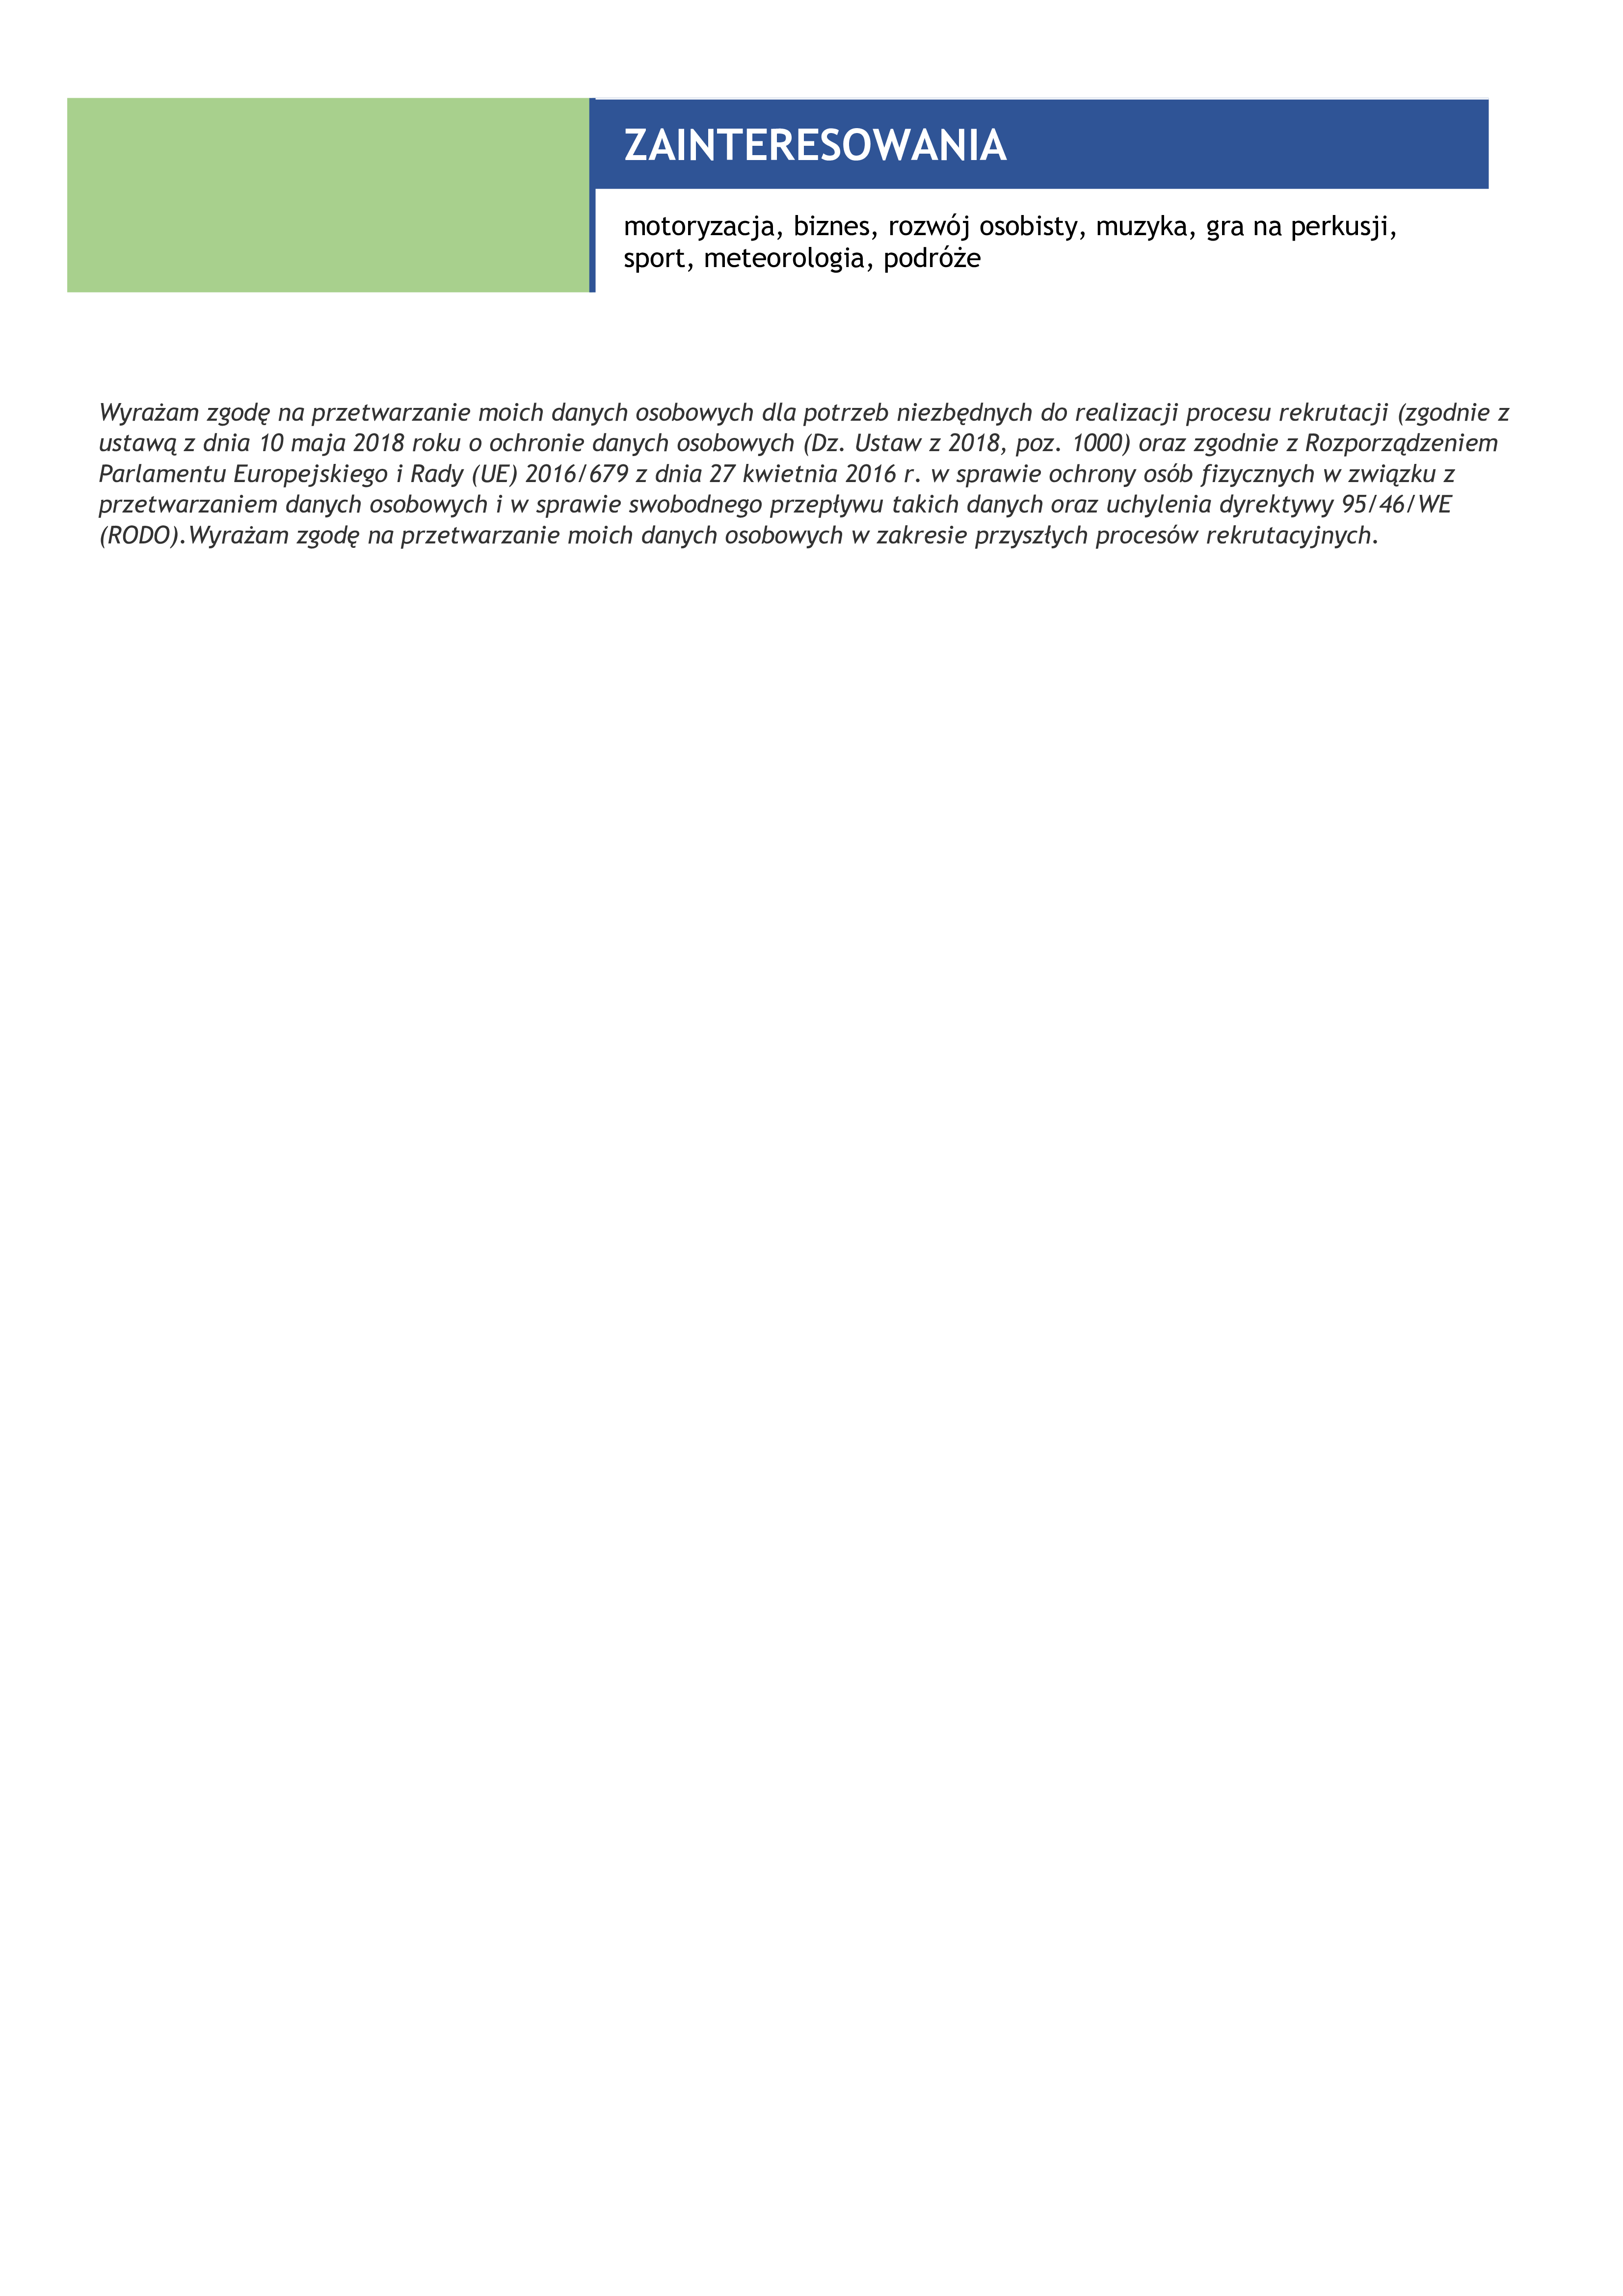 ZAINTERESOWANIA
motoryzacja, biznes, rozwój osobisty, muzyka, gra na perkusji,
sport, meteorologia, podróże
Wyrażam zgodę na przetwarzanie moich danych osobowych dla potrzeb niezbędnych do realizacji procesu rekrutacji (zgodnie z
ustawą z dnia 10 maja 2018 roku o ochronie danych osobowych (Dz. Ustaw z 2018, poz. 1000) oraz zgodnie z Rozporządzeniem
Parlamentu Europejskiego i Rady (UE) 2016/679 z dnia 27 kwietnia 2016 r. w sprawie ochrony osób fizycznych w związku z
przetwarzaniem danych osobowych i w sprawie swobodnego przepływu takich danych oraz uchylenia dyrektywy 95/46/WE
(RODO).Wyrażam zgodę na przetwarzanie moich danych osobowych w zakresie przyszłych procesów rekrutacyjnych.